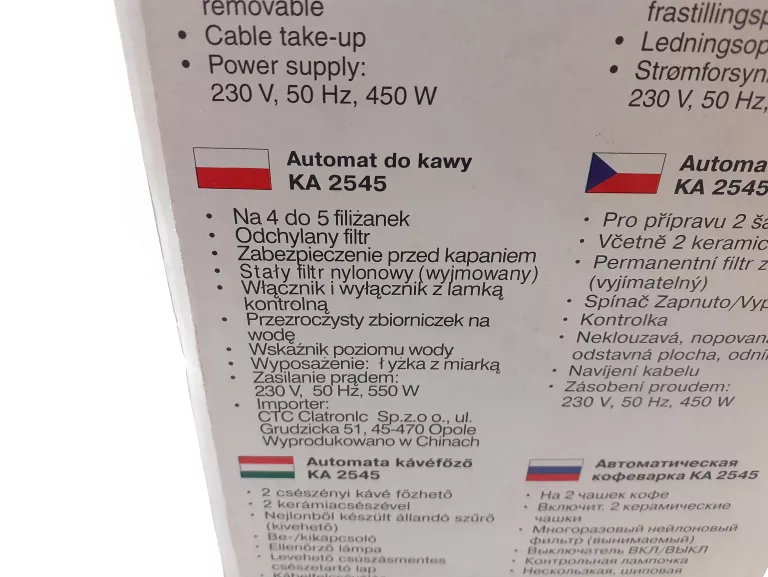 removable
• Cable take-up
• Power supply:
230 V, 50 Hz, 450 W
• Ledningsop
• Strømforsyn
230 V, 50 Hz,
Automat do kawy
KA 2545
• Na 4 do 5 filiżanek
• Odchylany filtr
• Zabezpieczenie przed kapaniem
• Stały filtr nylonowy (wyjmowany)
• Włącznik i wyłącznik z lamką
kontrolną
• Przezroczysty zbiorniczek na
wodę
• Wskaźnik poziomu wody
• Wyposażenie: łyżka z miarką
• Zasilanie prądem:
230 V, 50 Hz, 550 W
• Importer:
CTC Clatronic Sp.z o o., ul.
Grudzicka 51, 45-470 Opole
Wyprodukowano w Chinach
Automa
KA 2545
• Pro přípravu 2 šá
• Včetně 2 keramic
• Permanentní filtr z
(vyjímatelný)
• Spínač Zapnuto/Vyp
• Kontrolka
• Neklouzavá, nopovaná
odstavná plocha, odní
• Navíjení kabelu
• Zásobení proudem:
230 V, 50 Hz, 450 W
Automata kávéfőző
KA 2545
• 2 csészényi kávé főzhető
• 2 kerámiacsészével
• Nejlonból készült állandó szűrő
(kivehető)
• Be-/kikapcsoló
• Ellenőrző lámpa
• Levehető csúszásmentes
csészetartó lap
Автоматическая
кофеварка KA 2545
• На 2 чашек кофе
• Включит. 2 керамические
чашки
• Многоразовый нейлоновый
фильтр (вынимаемый)
• Выключатель ВКЛ/ВЫКЛ
• Контрольная лампочка
• Нескользкая, шиповая